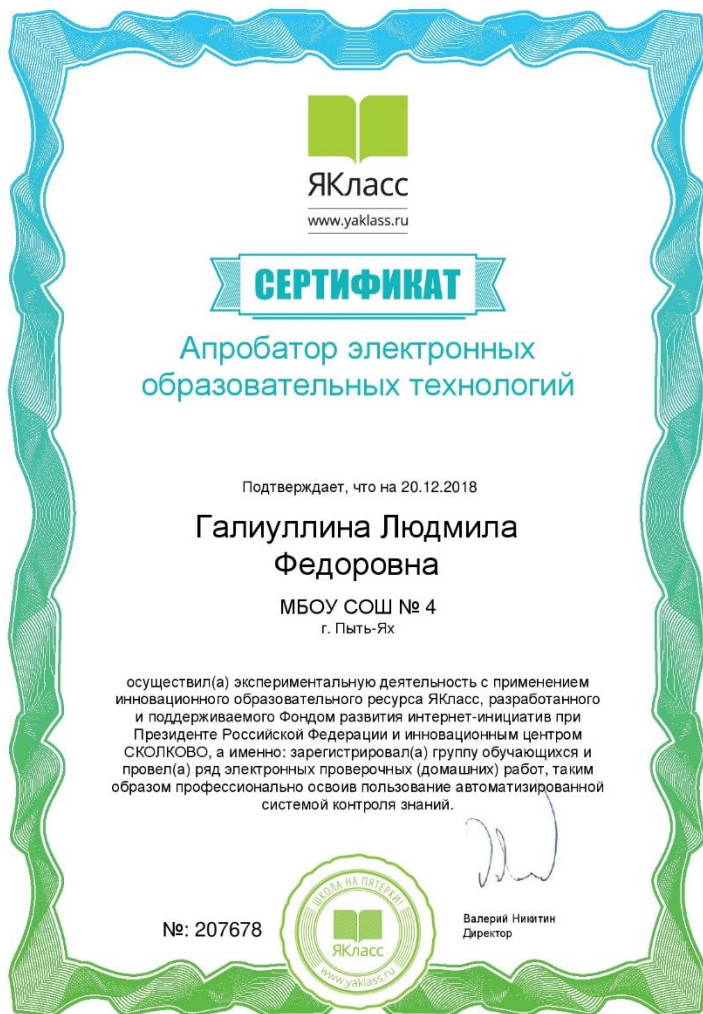 ЯКласс
www.yaklass.ru
СЕРТИФИКАТ
Апробатор электронных
образовательных технологий
Подтверждает, что на 20.12.2018
Галиуллина Людмила
Федоровна
МБОУ СОШ № 4
г. Пыть-Ях
осуществил(а) экспериментальную деятельность с применением
инновационного образовательного ресурса ЯКласс, разработанного
и поддерживаемого Фондом развития интернет-инициатив при
Президенте Российской Федерации и инновационным центром
СКОЛКОВО, а именно: зарегистрировал(а) группу обучающихся и
провел(а) ряд электронных проверочных (домашних) работ, таким
образом профессионально освоив пользование автоматизированной
системой контроля знаний.
№: 207678
ШКОЛА НА ПЯТЕРКИ!
ЯКласс
www.yaklass.ru
Валерий Никитин
Директор